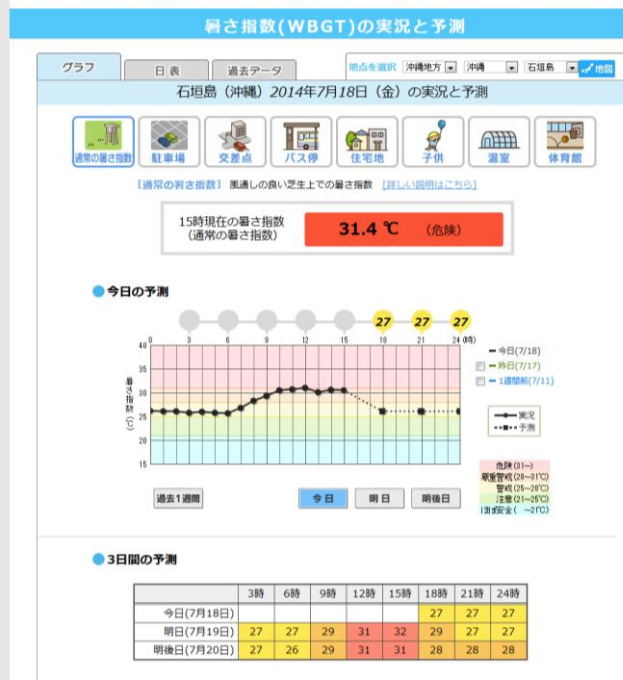 暑さ指数(WBGT)の実況と予測
グラフ 日 表 過去データ 地点を選択 沖縄地方 沖縄 石垣島 地図
石垣島（沖縄）2014年7月18日（金）の実況と予測
通常の暑さ指数 駐車場 交差点 バス停 住宅地 子供 温室 体育館
［通常の暑さ指数］ 風通しの良い芝生上での暑さ指数 [詳しい説明はこちら]
15時現在の暑さ指数
（通常の暑さ指数）
31.4 ℃ （危険）
今日の予測
27 27 27
0 3 6 9 12 15 18 21 24 (時)
40
35
30
25
20
15
暑さ指数(℃)
今日(7/18)
昨日(7/17)
1週間前(7/11)
実況
予測
危険(31～)
厳重警戒(28～31℃)
警戒(25～28℃)
注意(21～25℃)
ほぼ安全( ～21℃)
過去1週間 今 日 明 日 明後日
3日間の予測
3時 6時 9時 12時 15時 18時 21時 24時
今日(7月18日) 27 27 27
明日(7月19日) 27 27 29 31 32 29 27 27
明後日(7月20日) 27 26 29 31 31 28 28 28